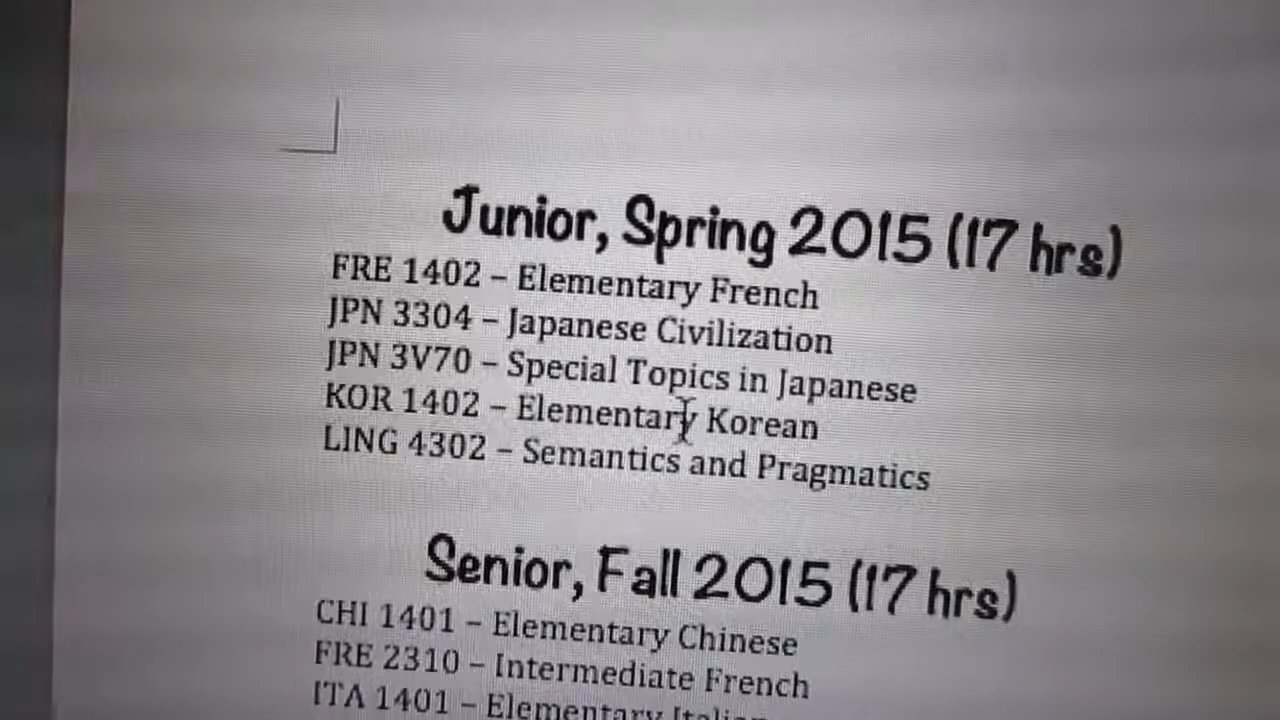 Junior, Spring 2015 (17 hrs)
FRE 1402 – Elementary French
JPN 3304 – Japanese Civilization
JPN 3V70 – Special Topics in Japanese
KOR 1402 – Elementary Korean
LING 4302 – Semantics and Pragmatics
Senior, Fall 2015 (17 hrs)
CHI 1401 – Elementary Chinese
FRE 2310 – Intermediate French
ITA 1401 – Elementary Italian